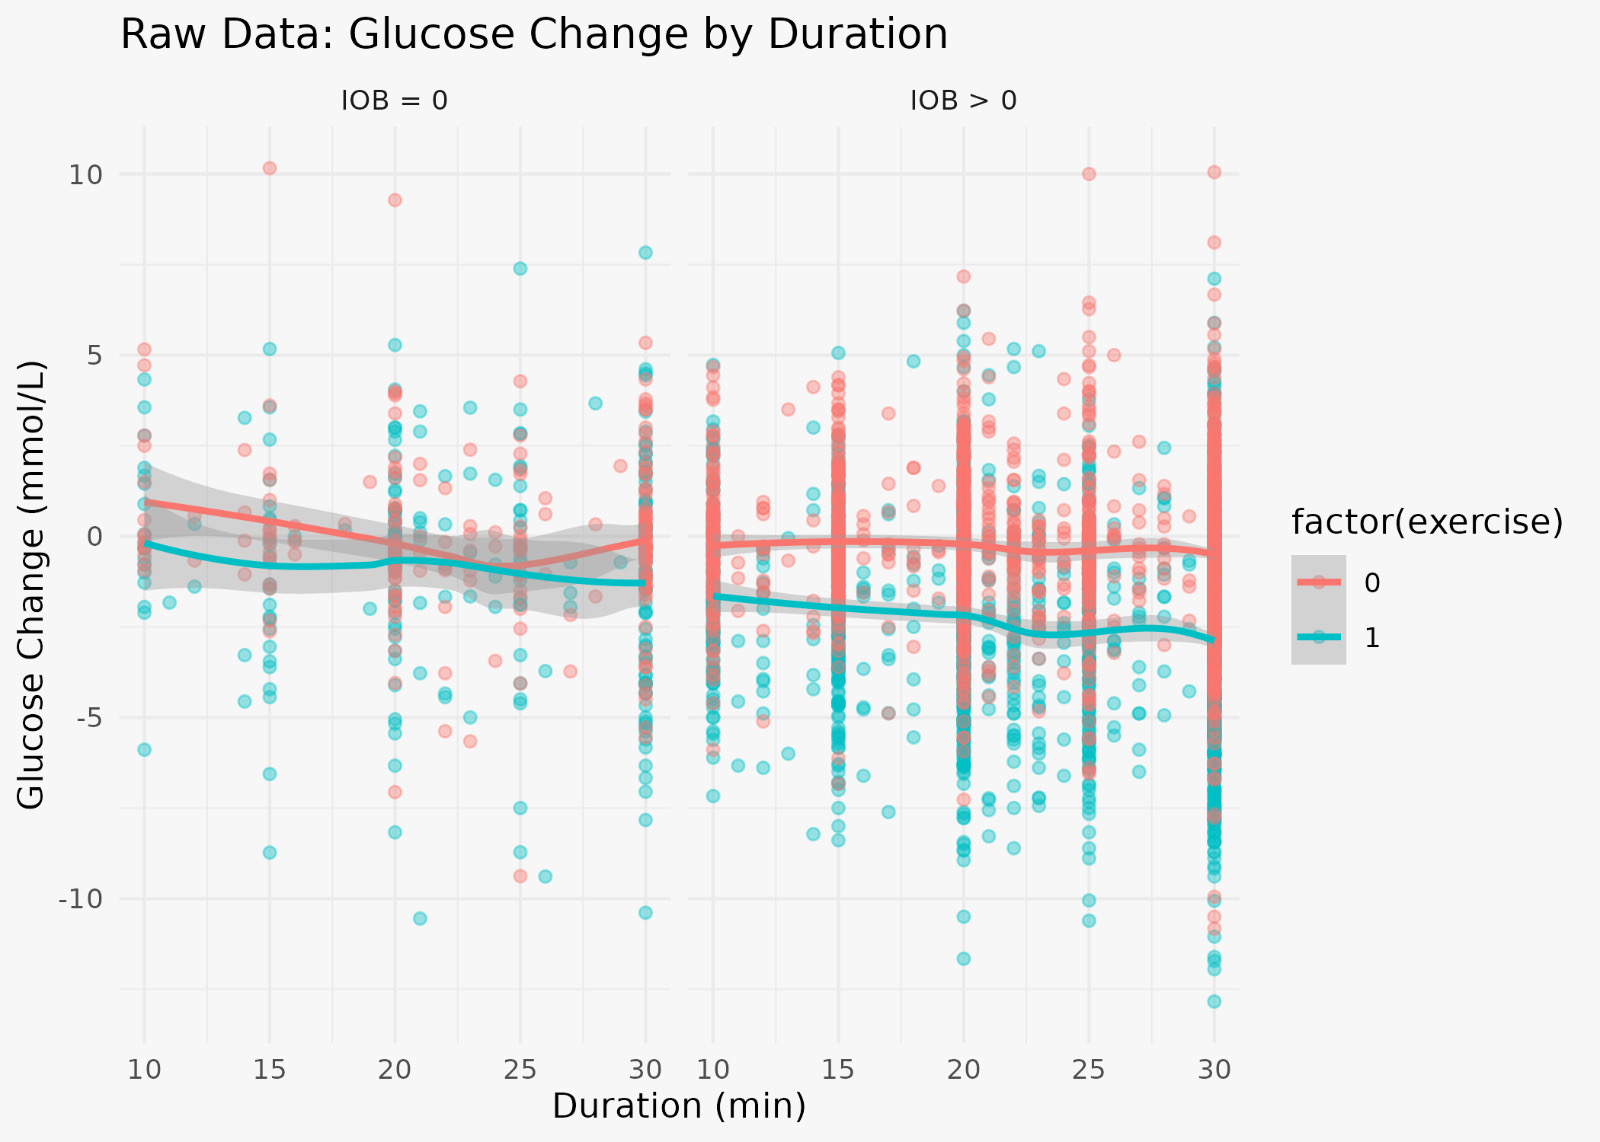 Raw Data: Glucose Change by Duration
IOB = 0
IOB > 0
10
5
0
-5
-10
Glucose Change (mmol/L)
10 15 20 25 30
10 15 20 25 30
Duration (min)
factor(exercise)
0
1